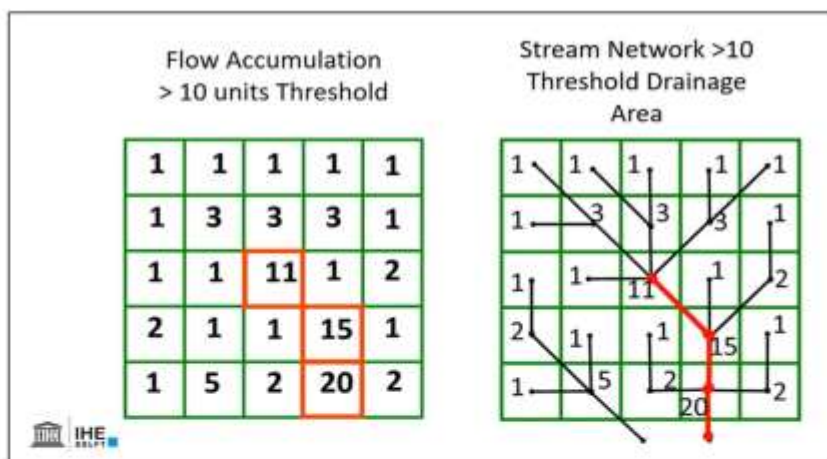 Flow Accumulation
> 10 units Threshold
1 1 1 1 1
1 3 3 3 1
1 1 11 1 2
2 1 1 15 1
1 5 2 20 2
Stream Network >10
Threshold Drainage
Area
1 1 1 1 1
1 3 3 3 1
1 1 11 1 2
2 1 1 15 1
1 5 2 20 2
IHE
DELFT